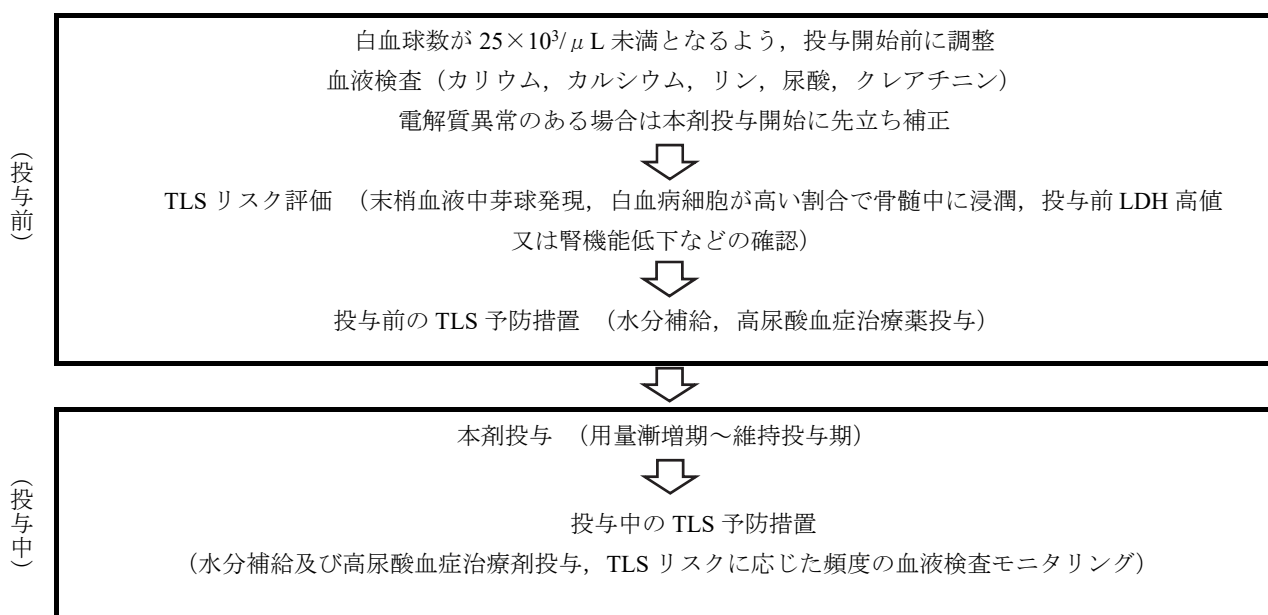 (投与前)
白血球数が 25×10³/μL 未満となるよう，投与開始前に調整
血液検査（カリウム，カルシウム，リン，尿酸，クレアチニン）
電解質異常のある場合は本剤投与開始に先立ち補正
TLS リスク評価　（末梢血液中芽球発現，白血病細胞が高い割合で骨髄中に浸潤，投与前 LDH 高値
又は腎機能低下などの確認）
投与前の TLS 予防措置　（水分補給，高尿酸血症治療薬投与）
(投与中)
本剤投与　（用量漸増期～維持投与期）
投与中の TLS 予防措置
（水分補給及び高尿酸血症治療剤投与，TLS リスクに応じた頻度の血液検査モニタリング）